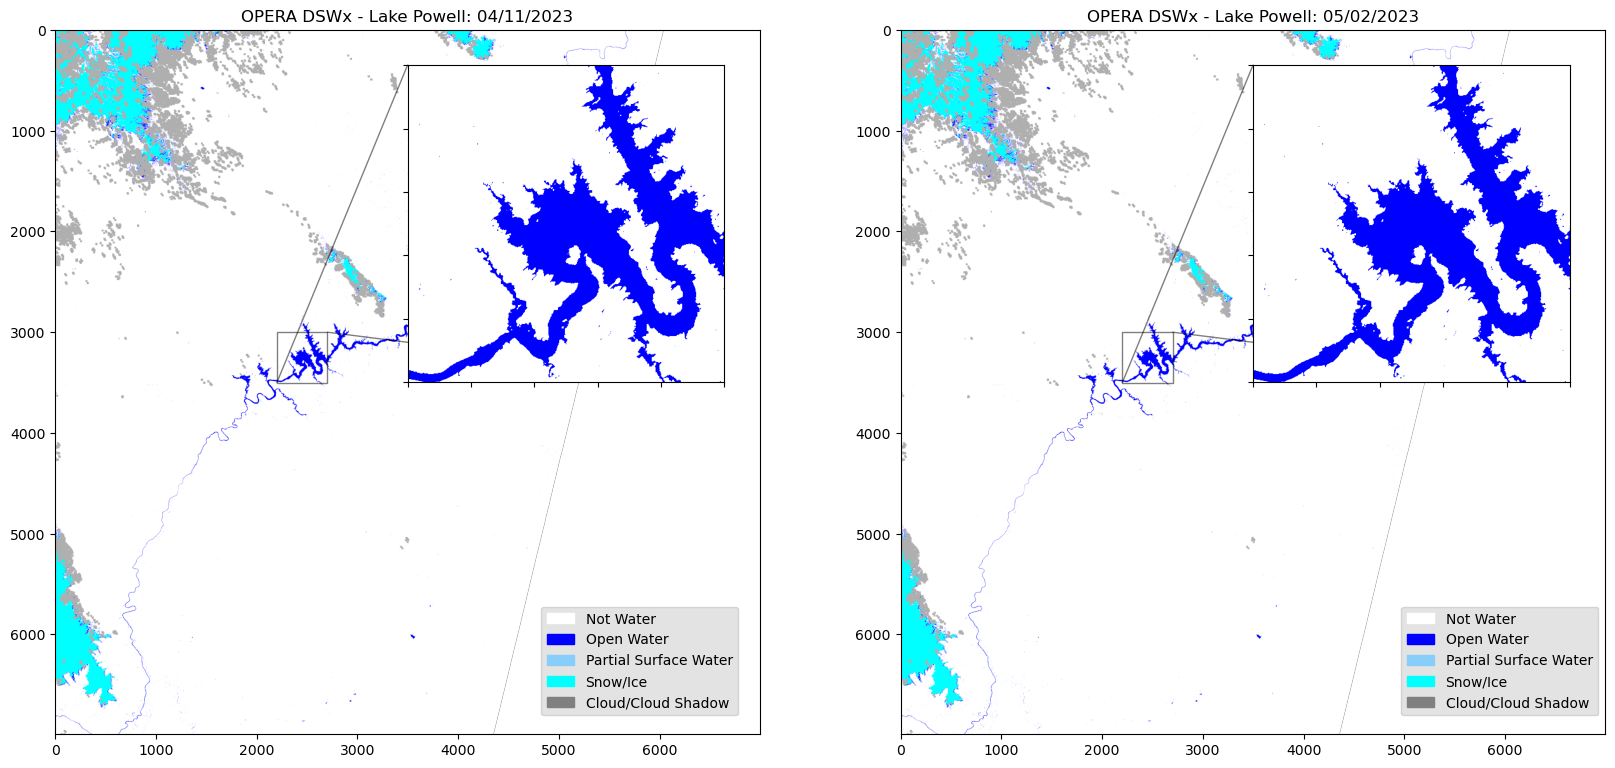 OPERA DSWx - Lake Powell: 04/11/2023
0
1000
2000
3000
4000
5000
6000
0 1000 2000 3000 4000 5000 6000
Not Water
Open Water
Partial Surface Water
Snow/Ice
Cloud/Cloud Shadow
OPERA DSWx - Lake Powell: 05/02/2023
0
1000
2000
3000
4000
5000
6000
0 1000 2000 3000 4000 5000 6000
Not Water
Open Water
Partial Surface Water
Snow/Ice
Cloud/Cloud Shadow